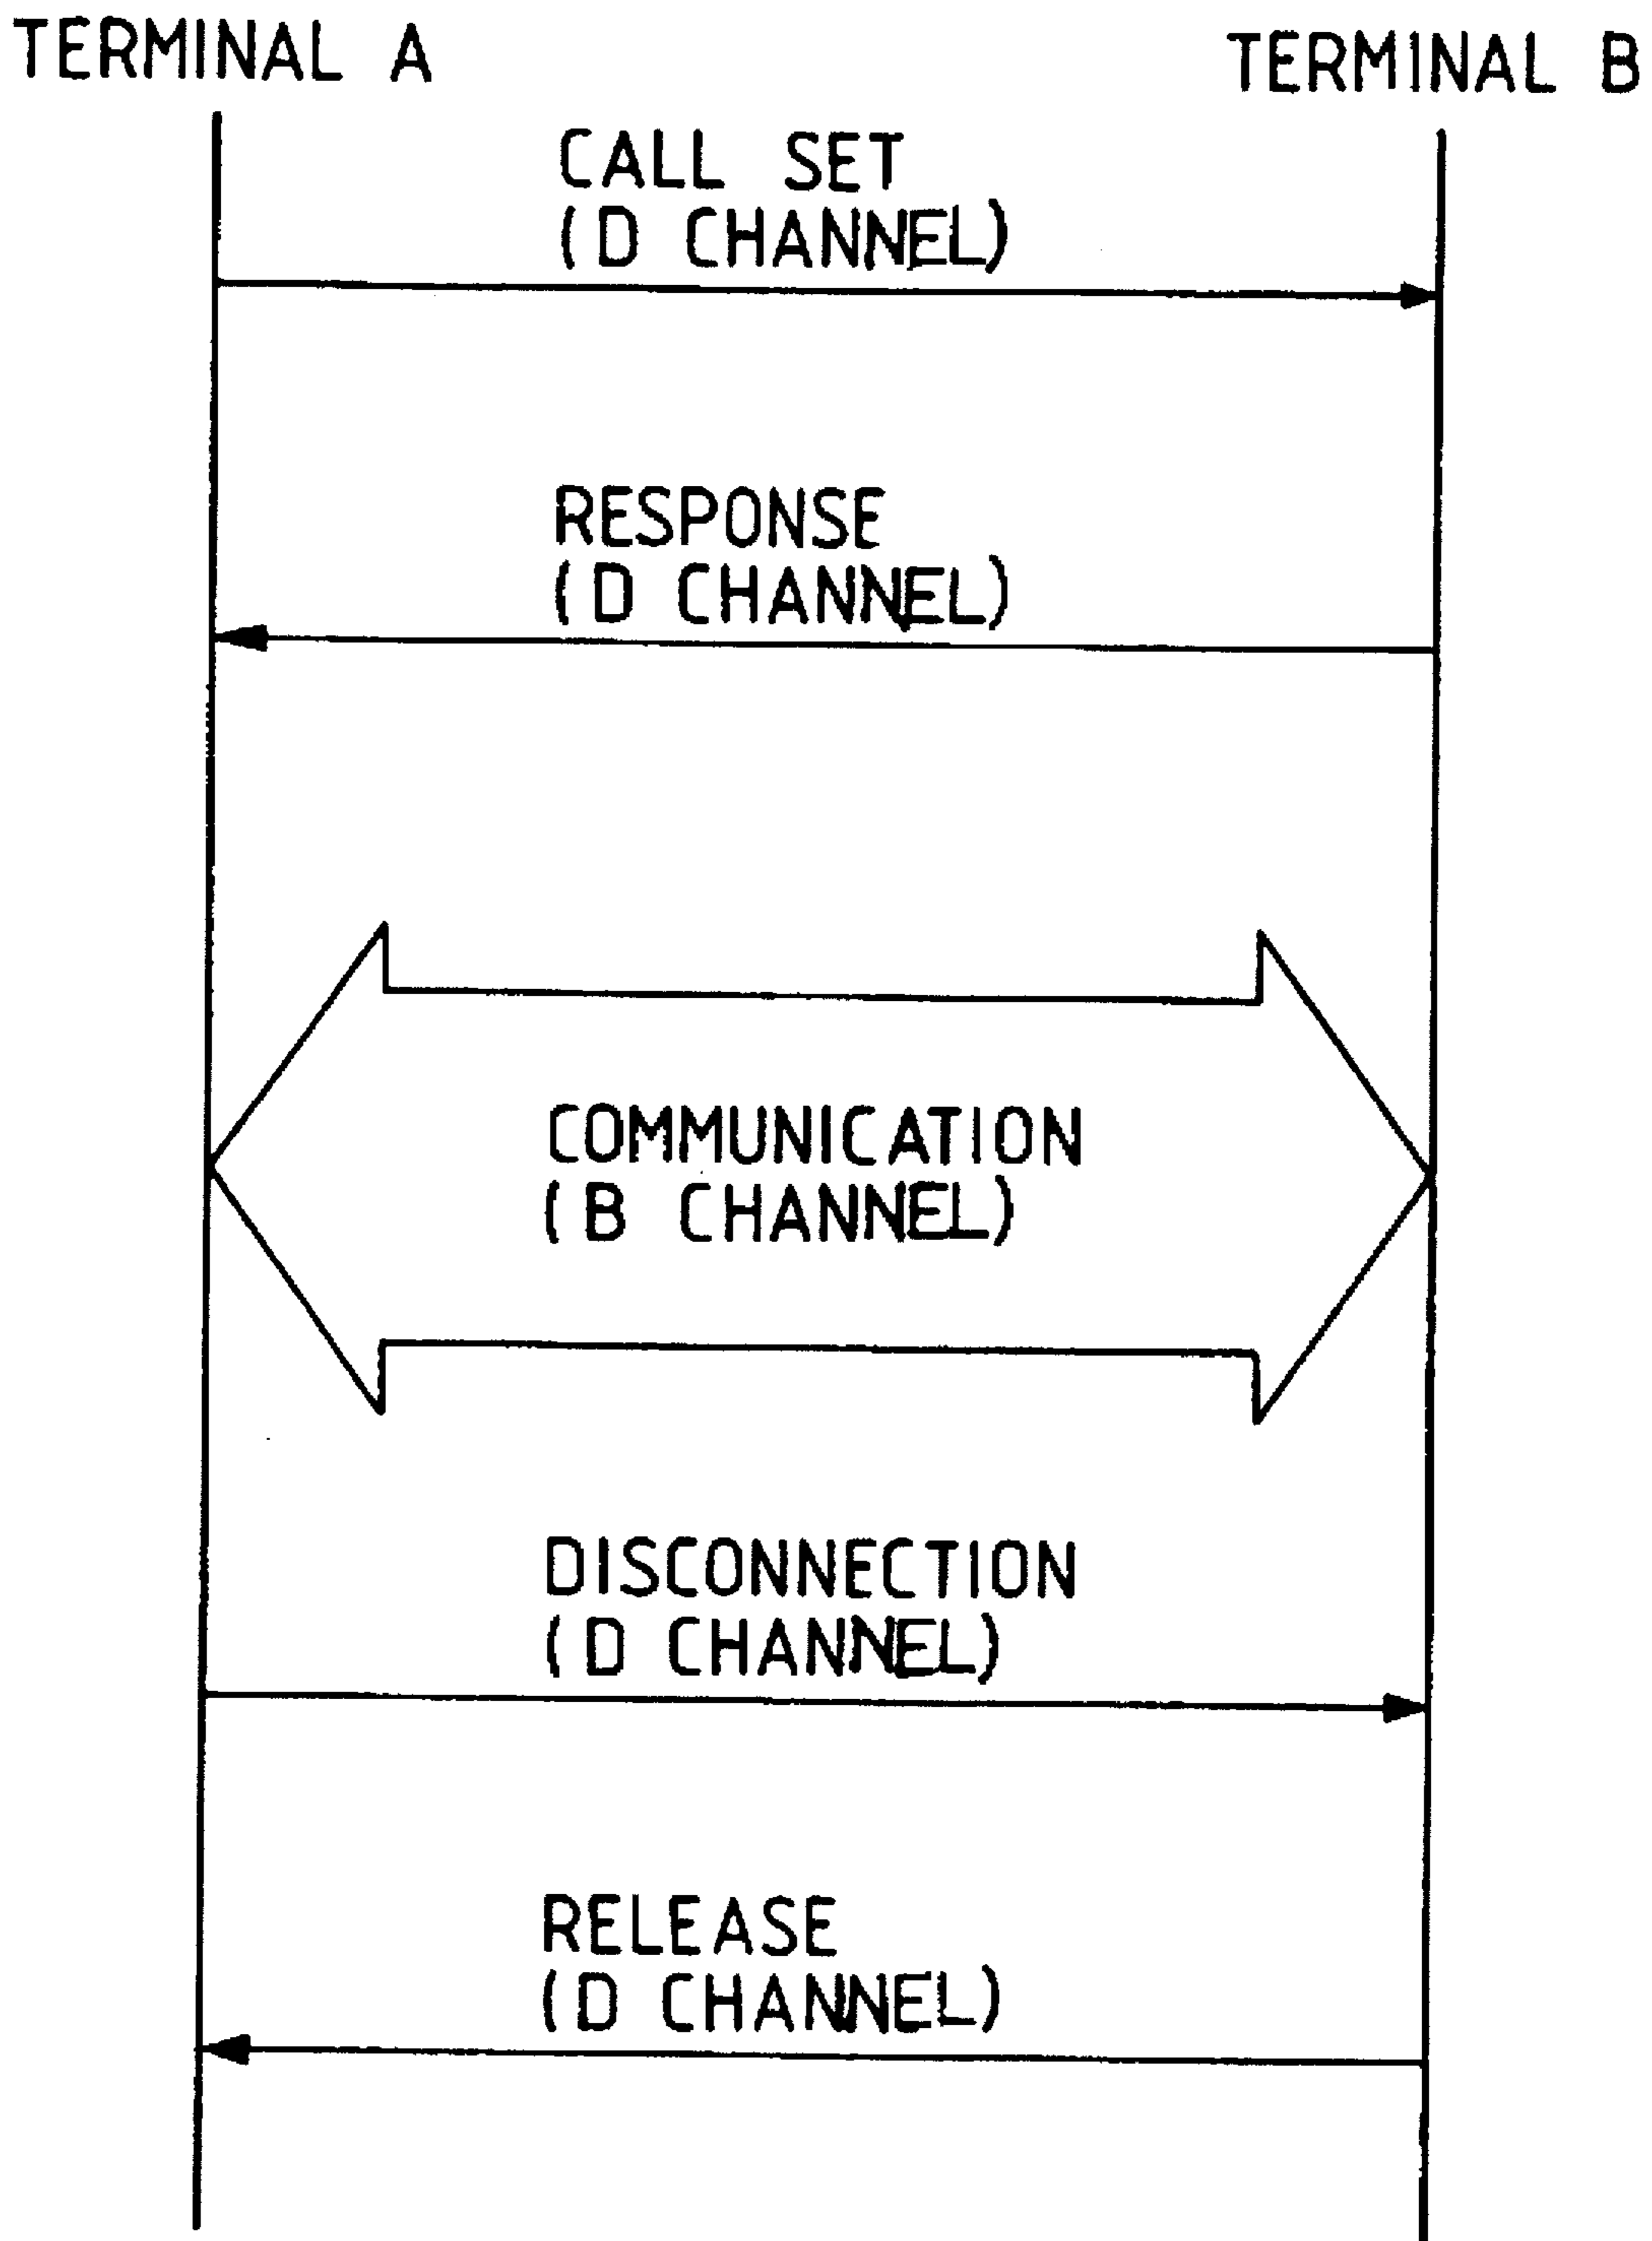 TERMINAL A
TERMINAL B
CALL SET
(D CHANNEL)
RESPONSE
(D CHANNEL)
COMMUNICATION
(B CHANNEL)
DISCONNECTION
(D CHANNEL)
RELEASE
(D CHANNEL)